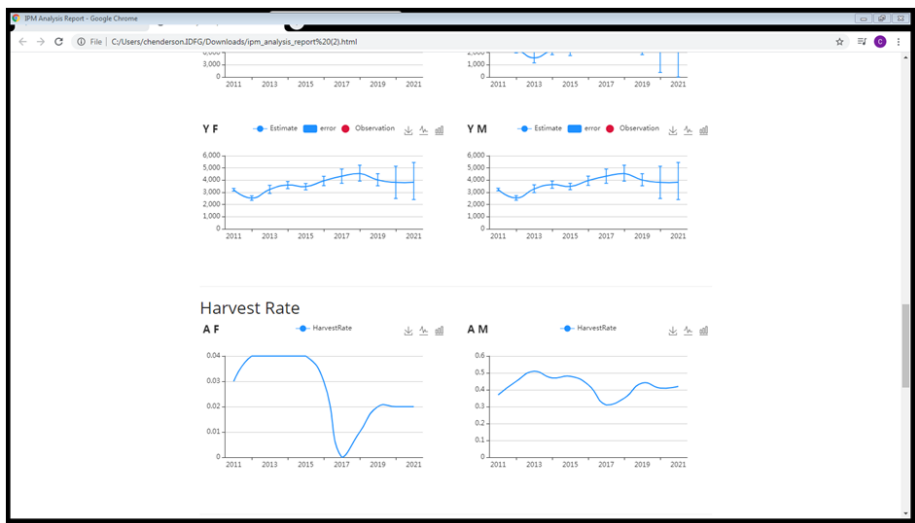 IPM Analysis Report - Google Chrome
File | C:/Users/chenderson.IDFG/Downloads/ipm_analysis_report%20(2).html
C
3,000
0
2011 2013 2015 2017 2019 2021
1,000
0
2011 2013 2015 2017 2019 2021
Y F
Estimate error Observation
6,000
5,000
4,000
3,000
2,000
1,000
0
2011 2013 2015 2017 2019 2021
Y M
Estimate error Observation
6,000
5,000
4,000
3,000
2,000
1,000
0
2011 2013 2015 2017 2019 2021
Harvest Rate
A F
HarvestRate
0.04
0.03
0.02
0.01
0
2011 2013 2015 2017 2019 2021
A M
HarvestRate
0.6
0.5
0.4
0.3
0.2
0.1
0
2011 2013 2015 2017 2019 2021